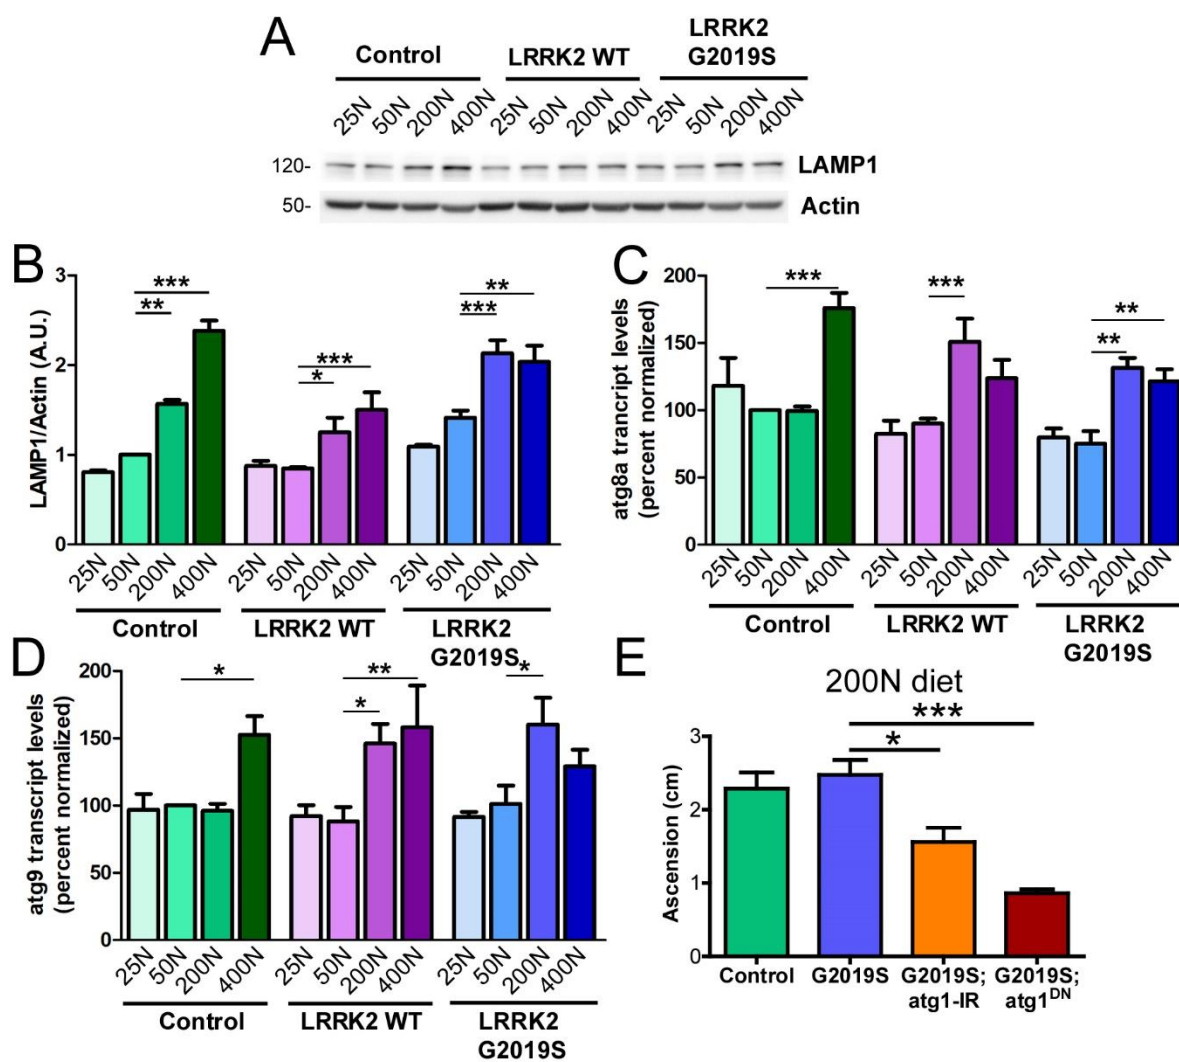 A
Control
LRRK2 WT
LRRK2
G2019S
25N 50N 200N 400N 25N 50N 200N 400N 25N 50N 200N 400N
120- LAMP1
50- Actin
B
LAMP1/Actin (A.U.)
3
2
1
0
*** ** *** * ** ***
25N 50N 200N 400N 25N 50N 200N 400N 25N 50N 200N 400N
Control LRRK2 WT LRRK2
G2019S
C
atg8a trancript levels
(percent normalized)
200
150
100
50
0
*** *** ** **
25N 50N 200N 400N 25N 50N 200N 400N 25N 50N 200N 400N
Control LRRK2 WT LRRK2
G2019S
D
atg9 transcript levels
(percent normalized)
200
150
100
50
0
* ** * *
25N 50N 200N 400N 25N 50N 200N 400N 25N 50N 200N 400N
Control LRRK2 WT LRRK2
G2019S
E
200N diet
Ascension (cm)
3
2
1
0
*** *
Control G2019S G2019S; G2019S;
atg1-IR atg1DN